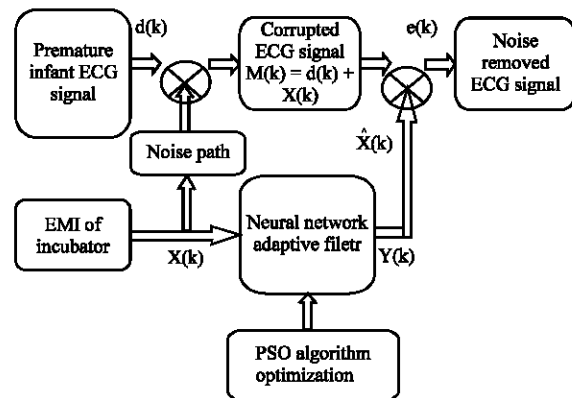 d(k)
Premature
infant ECG
signal
Corrupted
ECG signal
M(k) = d(k) +
X(k)
e(k)
Noise
removed
ECG signal
Noise path
X̂(k)
EMI of
incubator
X(k)
Neural network
adaptive filetr
Y(k)
PSO algorithm
optimization